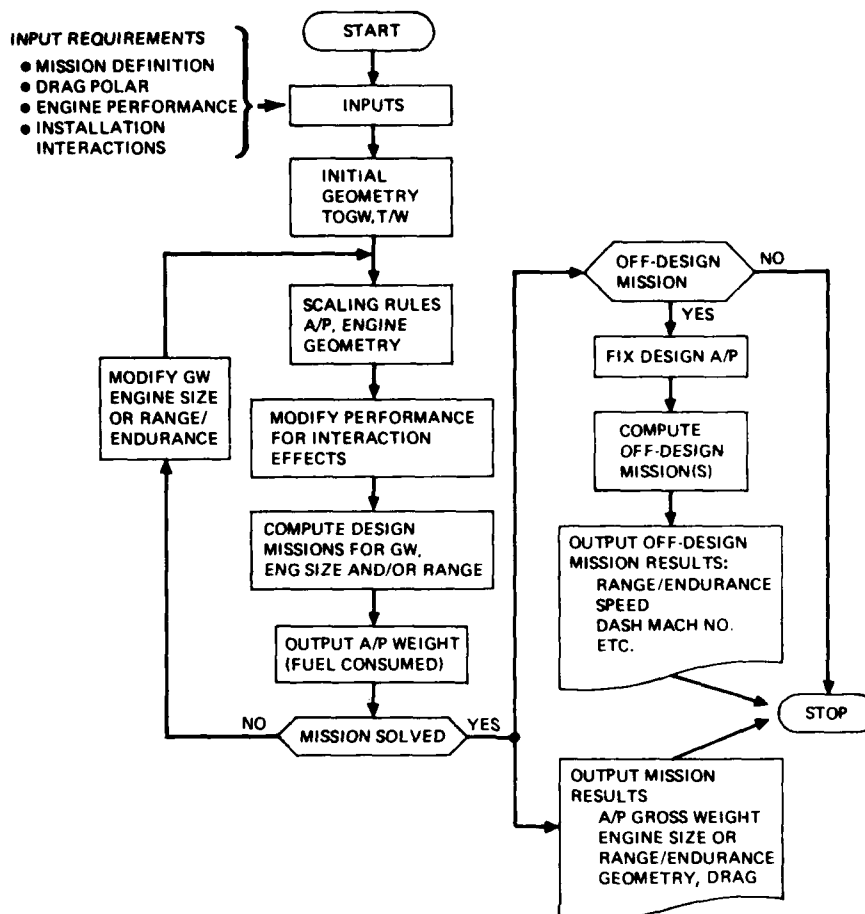 START
INPUT REQUIREMENTS
● MISSION DEFINITION
● DRAG POLAR
● ENGINE PERFORMANCE
● INSTALLATION
INTERACTIONS
INPUTS
INITIAL
GEOMETRY
TOGW, T/W
SCALING RULES
A/P, ENGINE
GEOMETRY
MODIFY GW
ENGINE SIZE
OR RANGE/
ENDURANCE
MODIFY PERFORMANCE
FOR INTERACTION
EFFECTS
COMPUTE DESIGN
MISSIONS FOR GW,
ENG SIZE AND/OR RANGE
OUTPUT A/P WEIGHT
(FUEL CONSUMED)
NO
MISSION SOLVED
YES
OFF-DESIGN
MISSION
NO
YES
FIX DESIGN A/P
COMPUTE
OFF-DESIGN
MISSION(S)
OUTPUT OFF-DESIGN
MISSION RESULTS:
RANGE/ENDURANCE
SPEED
DASH MACH NO.
ETC.
STOP
OUTPUT MISSION
RESULTS
A/P GROSS WEIGHT
ENGINE SIZE OR
RANGE/ENDURANCE
GEOMETRY, DRAG